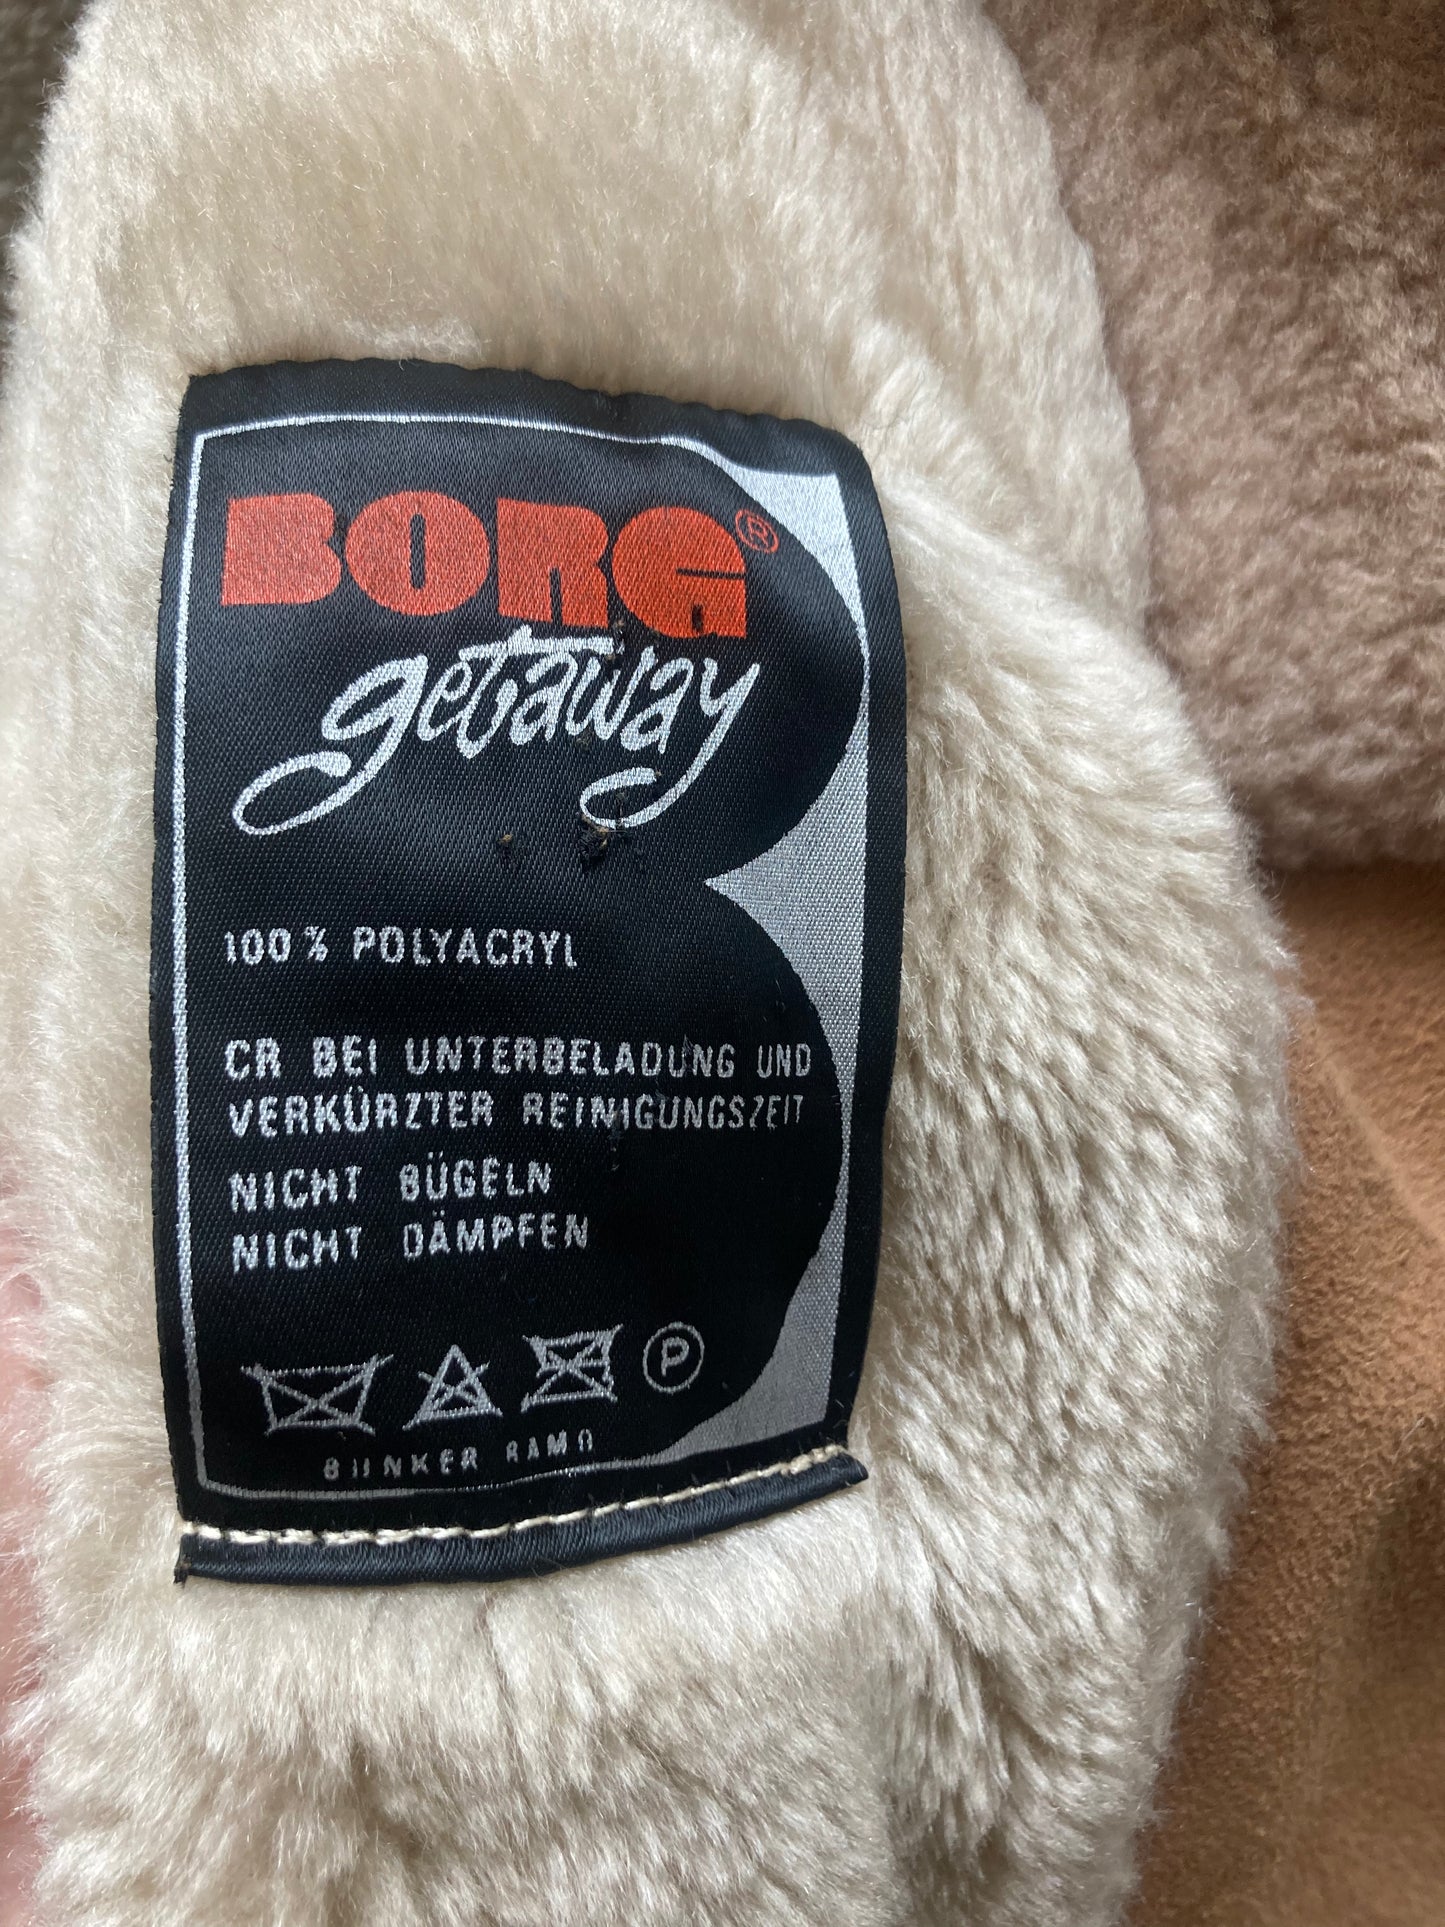 BORG®
getaway
100% POLYACRYL
CR BEI UNTERBELADUNG UND
VERKÜRZTER REINIGUNGSZEIT
NICHT BÜGELN
NICHT DÄMPFEN
P
BUNKER RAMO